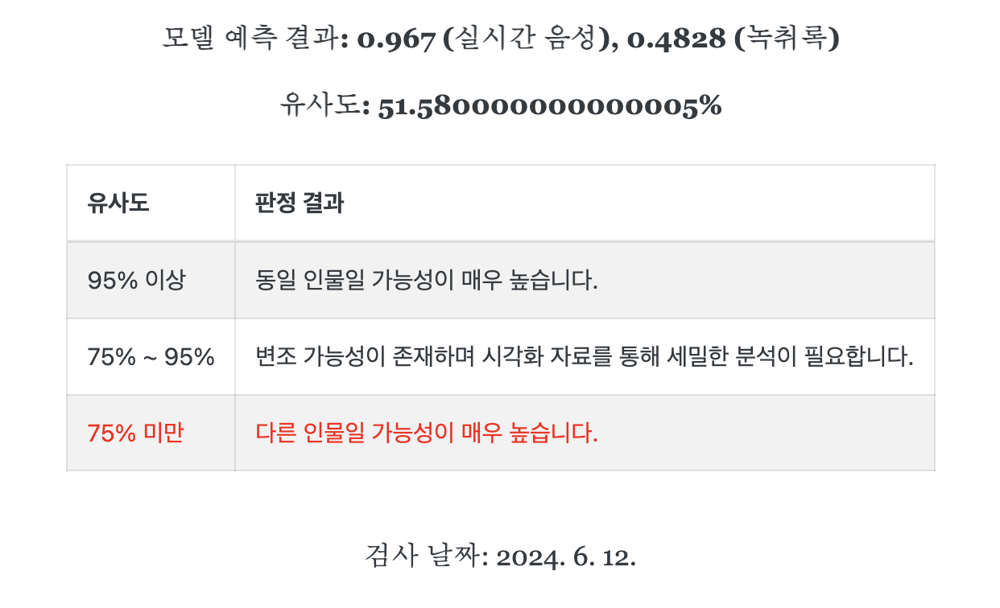 모델 예측 결과: 0.967 (실시간 음성), 0.4828 (녹취록)
유사도: 51.580000000000005%
유사도 판정 결과
95% 이상 동일 인물일 가능성이 매우 높습니다.
75% ~ 95% 변조 가능성이 존재하며 시각화 자료를 통해 세밀한 분석이 필요합니다.
75% 미만 다른 인물일 가능성이 매우 높습니다.
검사 날짜: 2024. 6. 12.